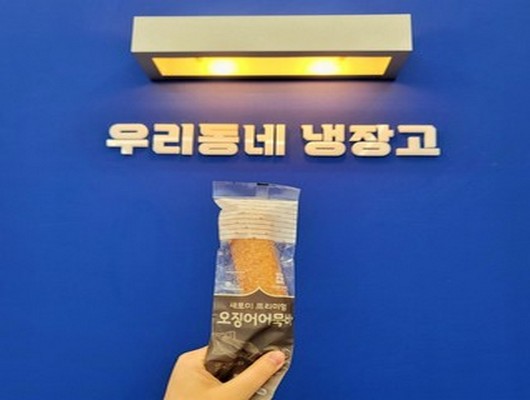 우리동네 냉장고
새로미 프리미엄
오징어어묵바